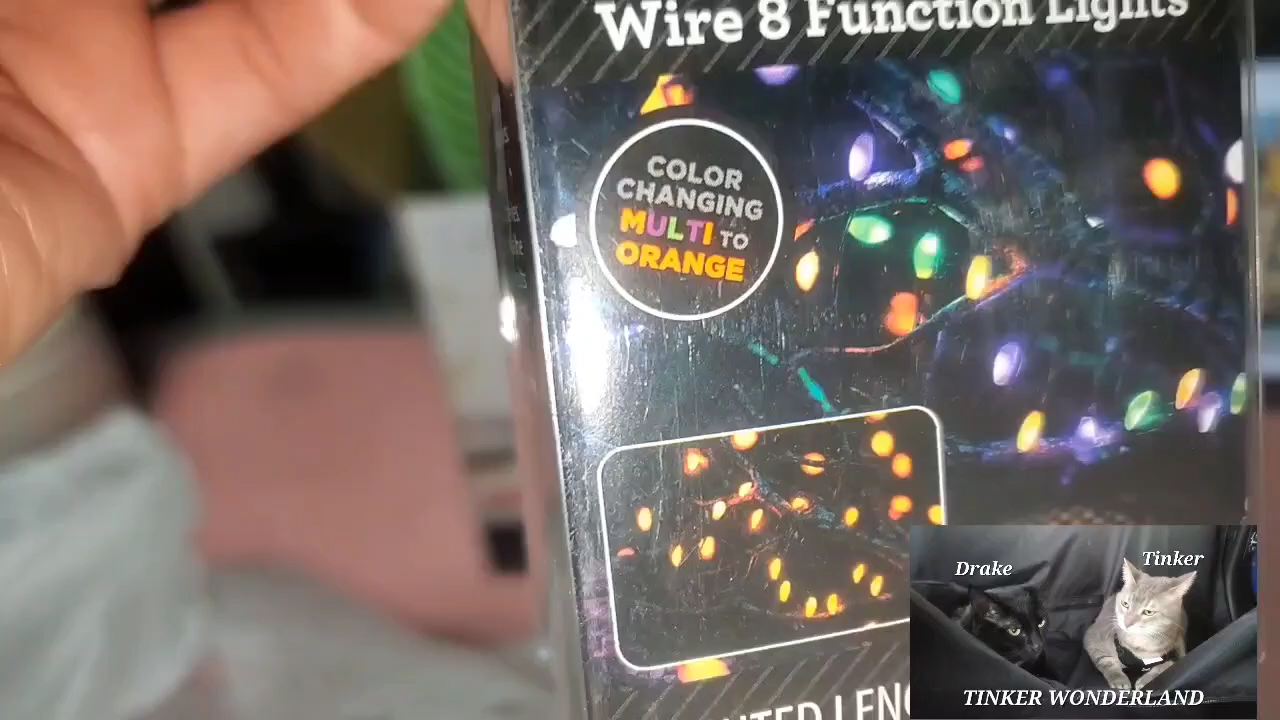 Wire 8 Function Lights
COLOR
CHANGING
MULTI TO
ORANGE
Drake
Tinker
TINKER WONDERLAND